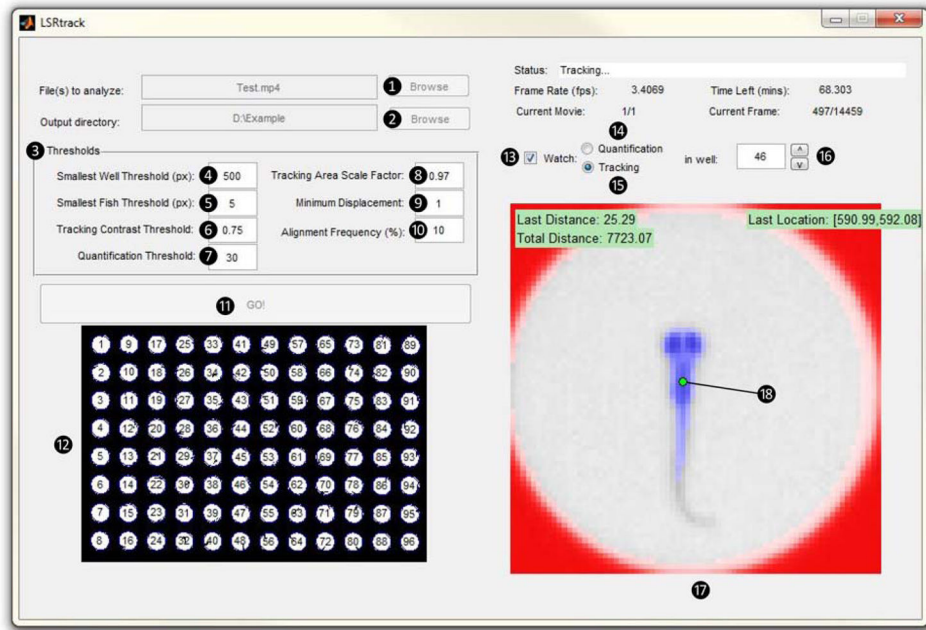 LSRtrack
File(s) to analyze: Test.mp4 1 Browse
Output directory: D:\Example 2 Browse
3 Thresholds
Smallest Well Threshold (px): 4 500 Tracking Area Scale Factor: 8 0.97
Smallest Fish Threshold (px): 5 5 Minimum Displacement: 9 1
Tracking Contrast Threshold: 6 0.75 Alignment Frequency (%): 10 10
Quantification Threshold: 7 30
11 GO!
1 9 17 25 33 41 49 57 65 73 81 89
2 10 18 26 34 42 50 58 66 74 82 90
3 11 19 27 35 43 51 59 67 75 83 91
4 12 20 28 36 44 52 60 68 76 84 92
12
5 13 21 29 37 45 53 61 69 77 85 93
6 14 22 30 38 46 54 62 70 78 86 94
7 15 23 31 39 47 55 63 71 79 87 95
8 16 24 32 40 48 56 64 72 80 88 96
Status: Tracking...
Frame Rate (fps): 3.4069 Time Left (mins): 68.303
Current Movie: 1/1 Current Frame: 497/14459
14
13 Watch: Quantification
Tracking in well: 46 16
15
Last Distance: 25.29 Last Location: [590.99,592.08]
Total Distance: 7723.07
18
17